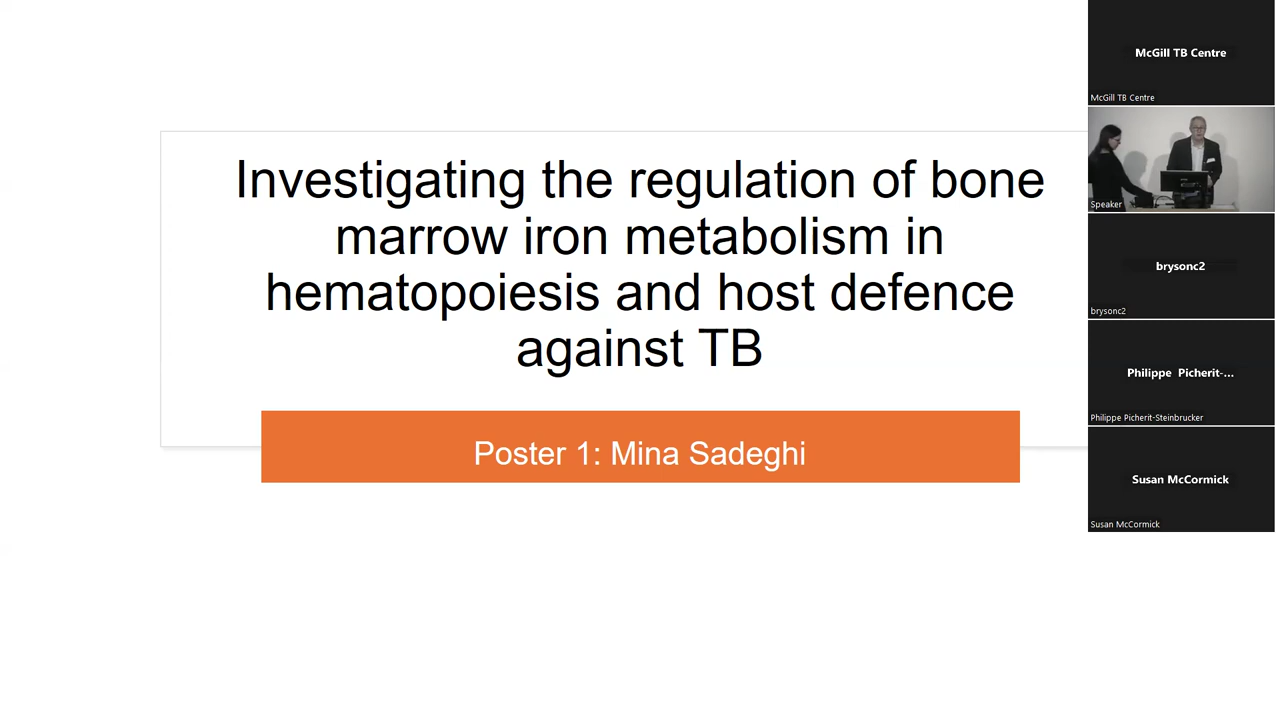 Investigating the regulation of bone
marrow iron metabolism in
hematopoiesis and host defence
against TB
Poster 1: Mina Sadeghi
McGill TB Centre
McGill TB Centre
Speaker
brysonc2
brysonc2
Philippe Picherit-...
Philippe Picherit-Steinbrucker
Susan McCormick
Susan McCormick